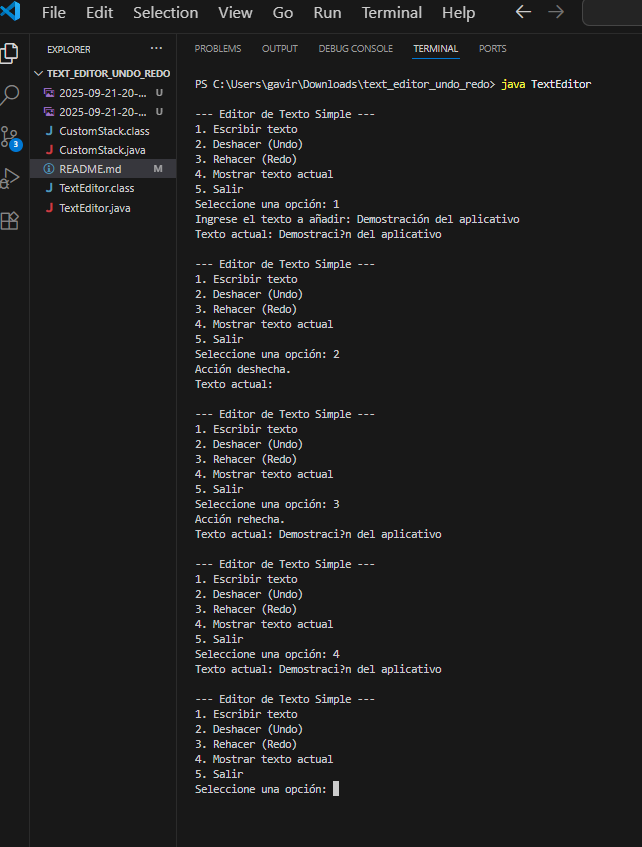 File Edit Selection View Go Run Terminal Help
EXPLORER ...
TEXT_EDITOR_UNDO_REDO
2025-09-21-20-... U
2025-09-21-20-... U
CustomStack.class
CustomStack.java
3
README.md M
TextEditor.class
TextEditor.java
PROBLEMS OUTPUT DEBUG CONSOLE TERMINAL PORTS
PS C:\Users\gavir\Downloads\text_editor_undo_redo> java TextEditor
--- Editor de Texto Simple ---
1. Escribir texto
2. Deshacer (Undo)
3. Rehacer (Redo)
4. Mostrar texto actual
5. Salir
Seleccione una opción: 1
Ingrese el texto a añadir: Demostración del aplicativo
Texto actual: Demostraci?n del aplicativo
--- Editor de Texto Simple ---
1. Escribir texto
2. Deshacer (Undo)
3. Rehacer (Redo)
4. Mostrar texto actual
5. Salir
Seleccione una opción: 2
Acción deshecha.
Texto actual:
--- Editor de Texto Simple ---
1. Escribir texto
2. Deshacer (Undo)
3. Rehacer (Redo)
4. Mostrar texto actual
5. Salir
Seleccione una opción: 3
Acción rehecha.
Texto actual: Demostraci?n del aplicativo
--- Editor de Texto Simple ---
1. Escribir texto
2. Deshacer (Undo)
3. Rehacer (Redo)
4. Mostrar texto actual
5. Salir
Seleccione una opción: 4
Texto actual: Demostraci?n del aplicativo
--- Editor de Texto Simple ---
1. Escribir texto
2. Deshacer (Undo)
3. Rehacer (Redo)
4. Mostrar texto actual
5. Salir
Seleccione una opción: